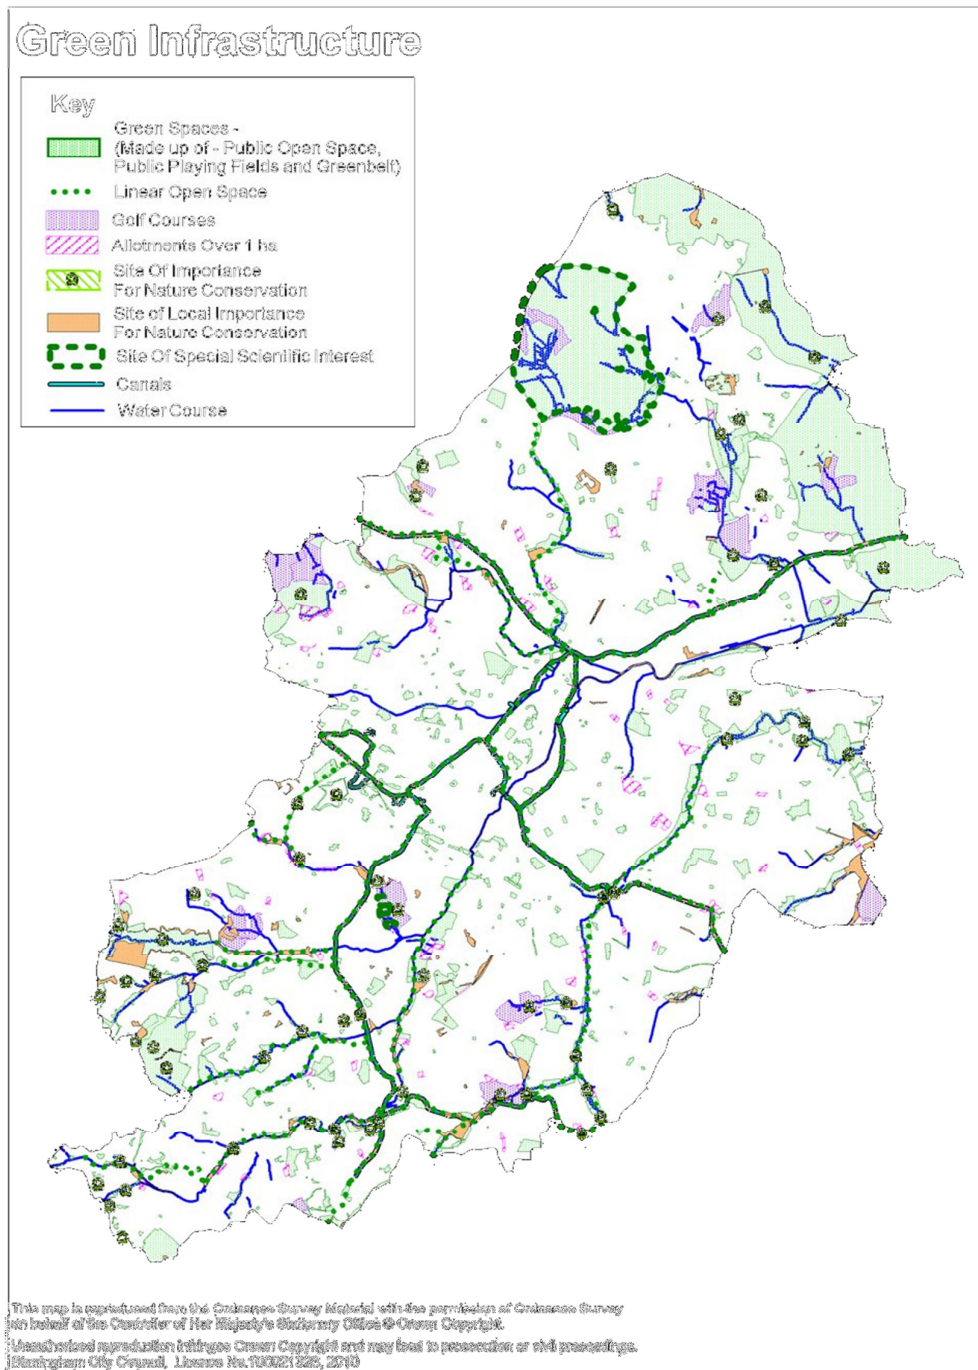 Green Infrastructure
Key
Green Spaces -
(Made up of - Public Open Space,
Public Playing Fields and Greenbelt)
Linear Open Space
Golf Courses
Allotments Over 1 ha
Site Of Importance
For Nature Conservation
Site of Local Importance
For Nature Conservation
Site Of Special Scientific Interest
Canals
Water Course
This map is reproduced from the Ordnance Survey Material with the permission of Ordnance Survey
on behalf of the Controller of Her Majesty's Stationery Office © Crown Copyright.
Unauthorised reproduction infringes Crown Copyright and may lead to prosecution or civil proceedings.
Birmingham City Council, Licence No. 2010